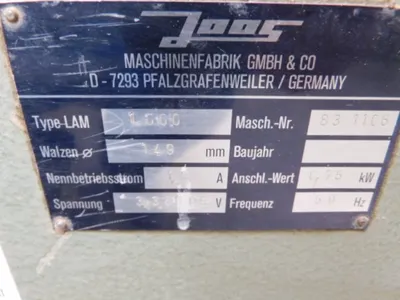 Joos
MASCHINENFABRIK GMBH & CO
D - 7293 PFALZGRAFENWEILER / GERMANY
Type-LAM Masch.-Nr.
Walzen ø mm Baujahr
Nennbetriebsstrom A Anschl.-Wert kW
Spannung V Frequenz Hz